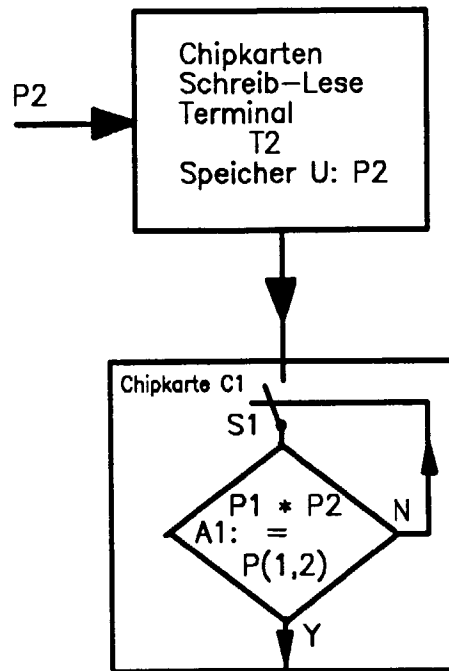 P2
Chipkarten
Schreib-Lese
Terminal
T2
Speicher U: P2
Chipkarte C1
S1
P1 * P2
N
A1: =
P(1,2)
Y